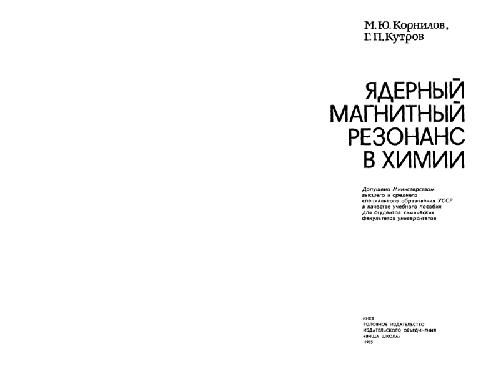 М. Ю. Корнилов,
Г. П. Кутров
ЯДЕРНЫЙ
МАГНИТНЫЙ
РЕЗОНАНС
В ХИМИИ
Допущено Министерством
высшего и среднего
специального образования УССР
в качестве учебного пособия
для студентов химических
факультетов университетов
КИЕВ
ГОЛОВНОЕ ИЗДАТЕЛЬСТВО
ИЗДАТЕЛЬСКОГО ОБЪЕДИНЕНИЯ
«ВИЩА ШКОЛА»